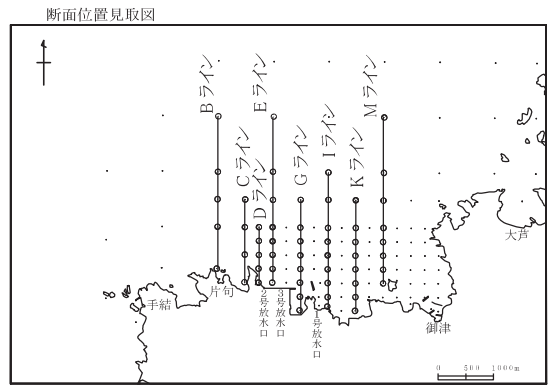 断面位置見取図
Bライン
Cライン
Dライン
Eライン
Gライン
Iライン
Kライン
Mライン
大芦
片句
手結
2号放水口
3号放水口
1号放水口
御津
0 500 1000m